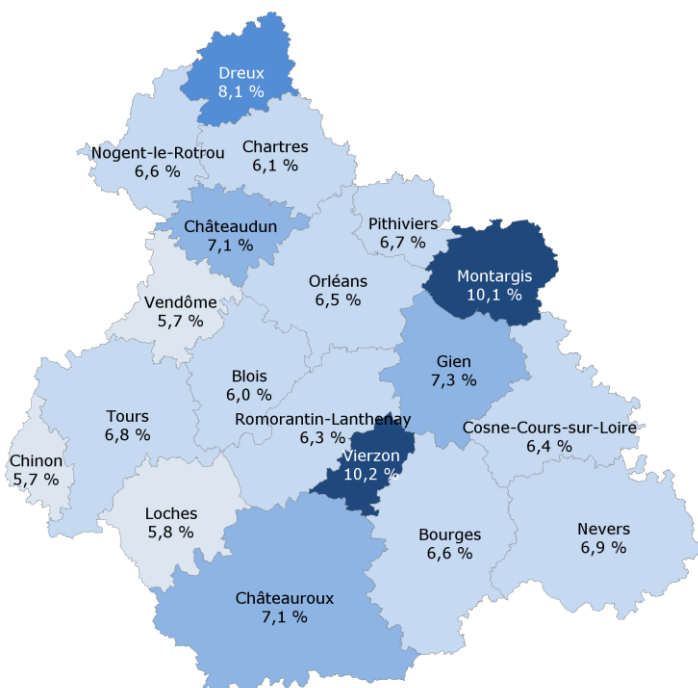 Dreux
8,1 %
Chartres
6,1 %
Nogent-le-Rotrou
6,6 %
Châteaudun
7,1 %
Pithiviers
6,7 %
Montargis
10,1 %
Orléans
6,5 %
Vendôme
5,7 %
Gien
7,3 %
Blois
6,0 %
Tours
6,8 %
Romorantin-Lanthenay
6,3 %
Cosne-Cours-sur-Loire
6,4 %
Chinon
5,7 %
Vierzon
10,2 %
Loches
5,8 %
Bourges
6,6 %
Nevers
6,9 %
Châteauroux
7,1 %